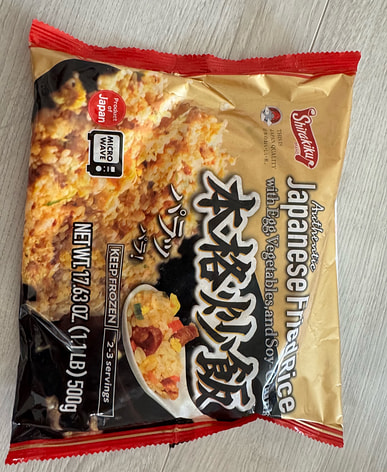 Shirakiku
Authentic
Japanese Fried Rice
with Egg, Vegetables and Soy
本格炒飯
パラッ
パラ!
Product
of
Japan
MICRO
WAVE
KEEP FROZEN
2-3 servings
NET WT. 17.63 OZ (1.1 LB) 500g